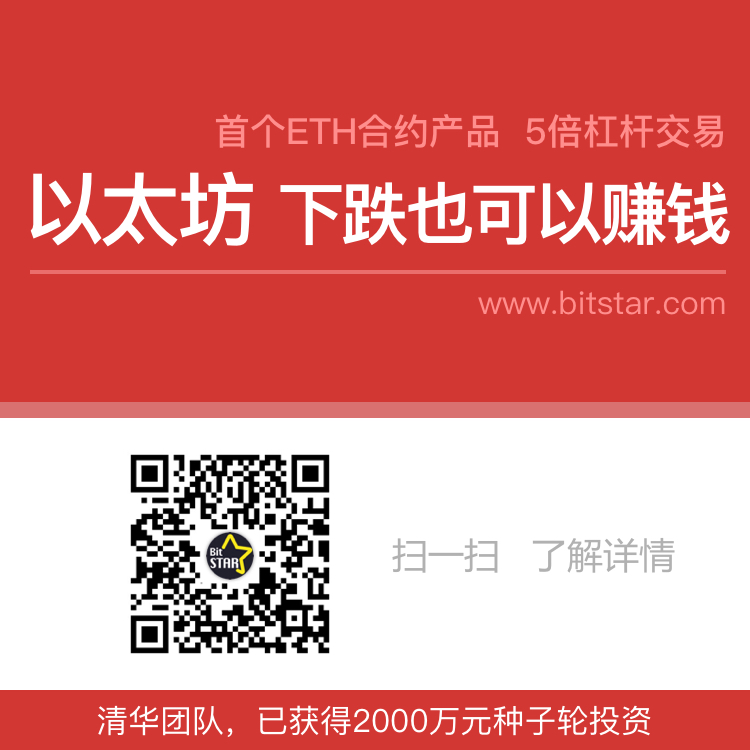 首个ETH合约产品 5倍杠杆交易
以太坊 下跌也可以赚钱
www.bitstar.com
Bit
STAR
扫一扫 了解详情
清华团队，已获得2000万元种子轮投资